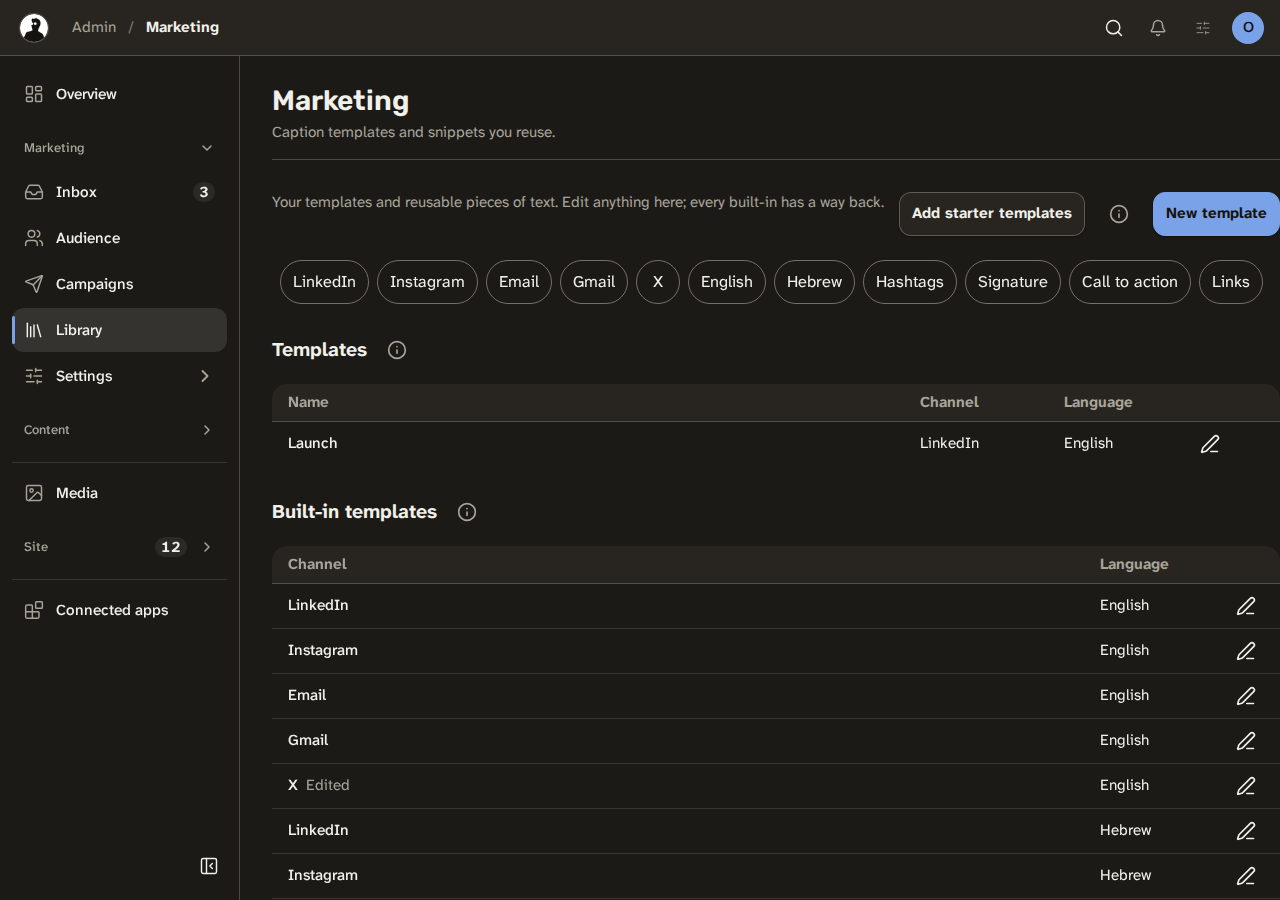 Admin / Marketing
O
Overview
Marketing
Inbox 3
Audience
Campaigns
Library
Settings
Content
Media
Site 12
Connected apps
Marketing
Caption templates and snippets you reuse.
Your templates and reusable pieces of text. Edit anything here; every built-in has a way back.
Add starter templates
New template
LinkedIn Instagram Email Gmail X English Hebrew Hashtags Signature Call to action Links
Templates
Name Channel Language
Launch LinkedIn English
Built-in templates
Channel Language
LinkedIn English
Instagram English
Email English
Gmail English
X Edited English
LinkedIn Hebrew
Instagram Hebrew